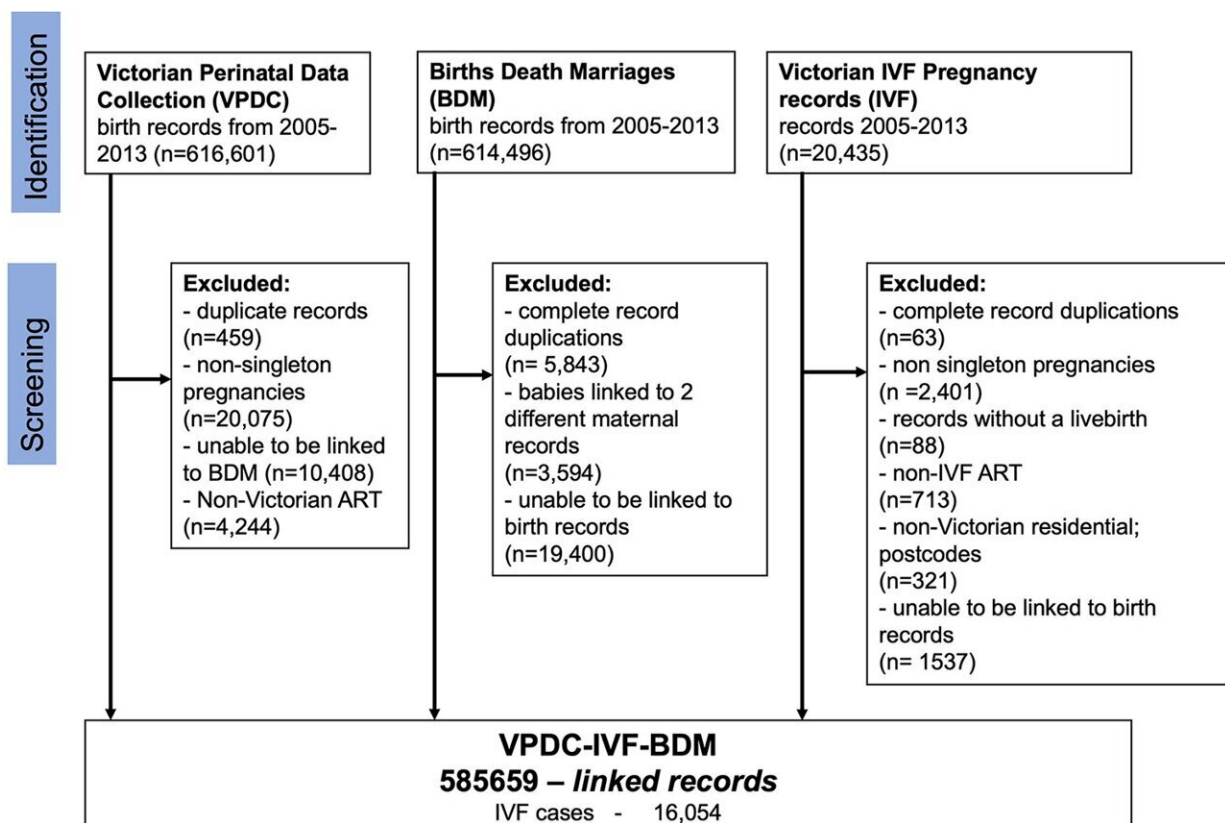 Identification
Victorian Perinatal Data
Collection (VPDC)
birth records from 2005-
2013 (n=616,601)
Births Death Marriages
(BDM)
birth records from 2005-2013
(n=614,496)
Victorian IVF Pregnancy
records (IVF)
records 2005-2013
(n=20,435)
Screening
Excluded:
- duplicate records
(n=459)
- non-singleton
pregnancies
(n=20,075)
- unable to be linked
to BDM (n=10,408)
- Non-Victorian ART
(n=4,244)
Excluded:
- complete record
duplications
(n= 5,843)
- babies linked to 2
different maternal
records
(n=3,594)
- unable to be linked to
birth records
(n=19,400)
Excluded:
- complete record duplications
(n=63)
- non singleton pregnancies
(n =2,401)
- records without a livebirth
(n=88)
- non-IVF ART
(n=713)
- non-Victorian residential;
postcodes
(n=321)
- unable to be linked to birth
records
(n= 1537)
VPDC-IVF-BDM
585659 – linked records
IVF cases - 16,054